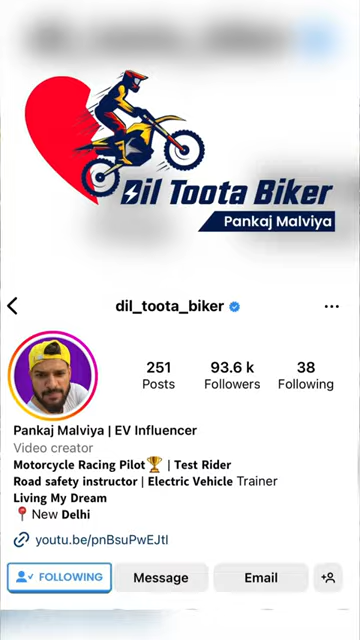 Dil Toota Biker
Pankaj Malviya
dil_toota_biker
251 93.6 k 38
Posts Followers Following
Pankaj Malviya | EV Influencer
Video creator
Motorcycle Racing Pilot🏆 | Test Rider
Road safety instructor | Electric Vehicle Trainer
Living My Dream
📍New Delhi
youtu.be/pnBsuPwEJtI
FOLLOWING Message Email